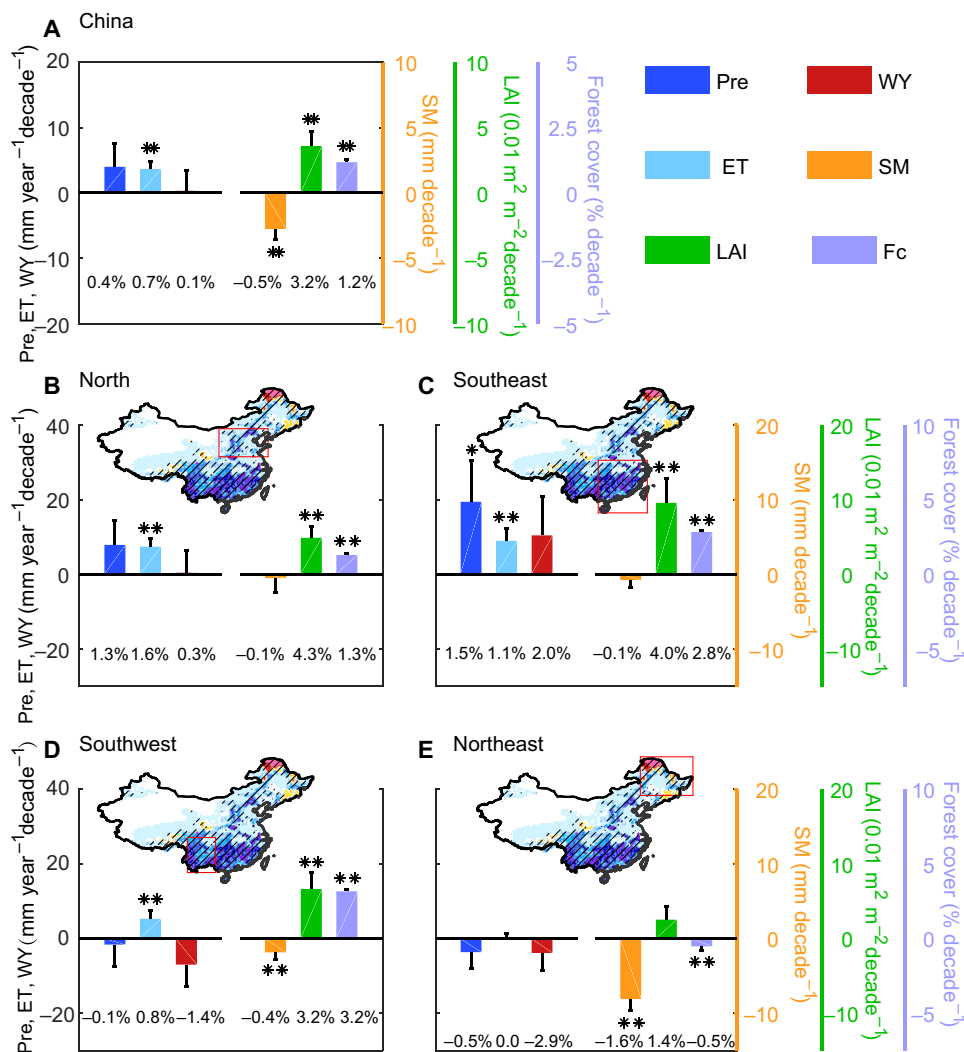 A China
Pre, ET, WY (mm year⁻¹decade⁻¹)
20
10
0
−10
−20
** ** ** **
**
0.4% 0.7% 0.1% −0.5% 3.2% 1.2%
10
5
0
−5
−10
SM (mm decade⁻¹)
10
5
0
−5
−10
LAI (0.01 m² m⁻² decade⁻¹)
5
2.5
0
−2.5
−5
Forest cover (% decade⁻¹)
Pre WY
ET SM
LAI Fc
B North
Pre, ET, WY (mm year⁻¹decade⁻¹)
40
20
0
−20
** ** **
1.3% 1.6% 0.3% −0.1% 4.3% 1.3%
C Southeast
* ** ** **
1.5% 1.1% 2.0% −0.1% 4.0% 2.8%
20
10
0
−10
SM (mm decade⁻¹)
20
10
0
−10
LAI (0.01 m² m⁻² decade⁻¹)
10
5
0
−5
Forest cover (% decade⁻¹)
D Southwest
Pre, ET, WY (mm year⁻¹decade⁻¹)
40
20
0
−20
** ** **
**
−0.1% 0.8% −1.4% −0.4% 3.2% 3.2%
E Northeast
** **
−0.5% 0.0 −2.9% −1.6% 1.4% −0.5%
20
10
0
−10
SM (mm decade⁻¹)
20
10
0
−10
LAI (0.01 m² m⁻² decade⁻¹)
10
5
0
−5
Forest cover (% decade⁻¹)